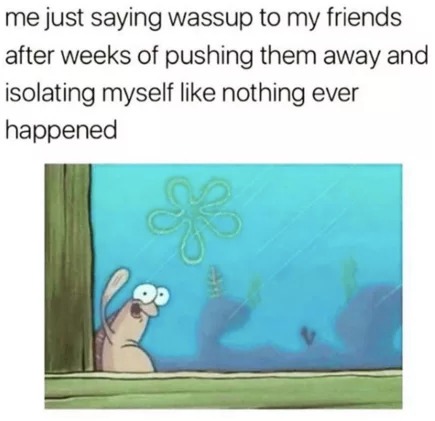 me just saying wassup to my friends
after weeks of pushing them away and
isolating myself like nothing ever
happened